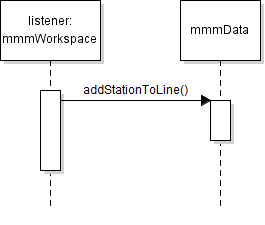 listener:
mmmWorkspace
mmmData
addStationToLine()